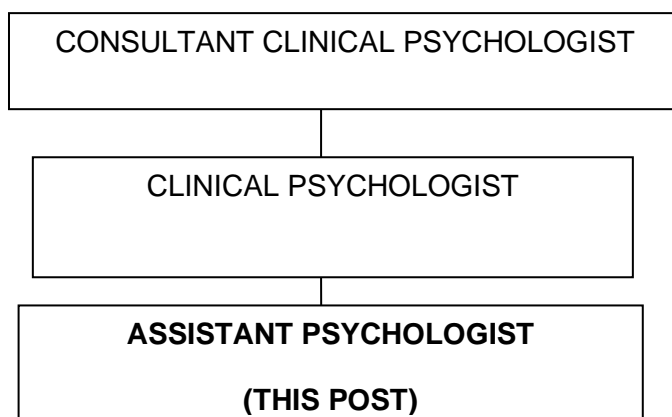 CONSULTANT CLINICAL PSYCHOLOGIST
CLINICAL PSYCHOLOGIST
ASSISTANT PSYCHOLOGIST
(THIS POST)